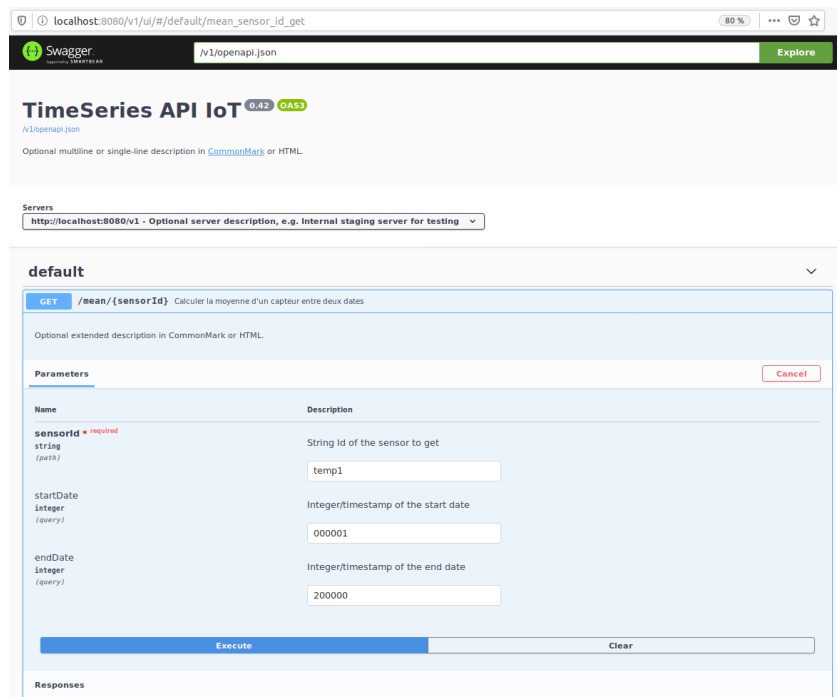 localhost:8080/v1/ui/#/default/mean_sensor_id_get
80 %
Swagger.
Supported by SMARTBEAR
/v1/openapi.json
Explore
TimeSeries API IoT 0.42 OAS3
/v1/openapi.json
Optional multiline or single-line description in CommonMark or HTML.
Servers
http://localhost:8080/v1 - Optional server description, e.g. Internal staging server for testing
default
GET /mean/{sensorId} Calculer la moyenne d'un capteur entre deux dates
Optional extended description in CommonMark or HTML.
Parameters
Cancel
Name Description
sensorId * required
string
(path)
String Id of the sensor to get
temp1
startDate
integer
(query)
Integer/timestamp of the start date
000001
endDate
integer
(query)
Integer/timestamp of the end date
200000
Execute Clear
Responses